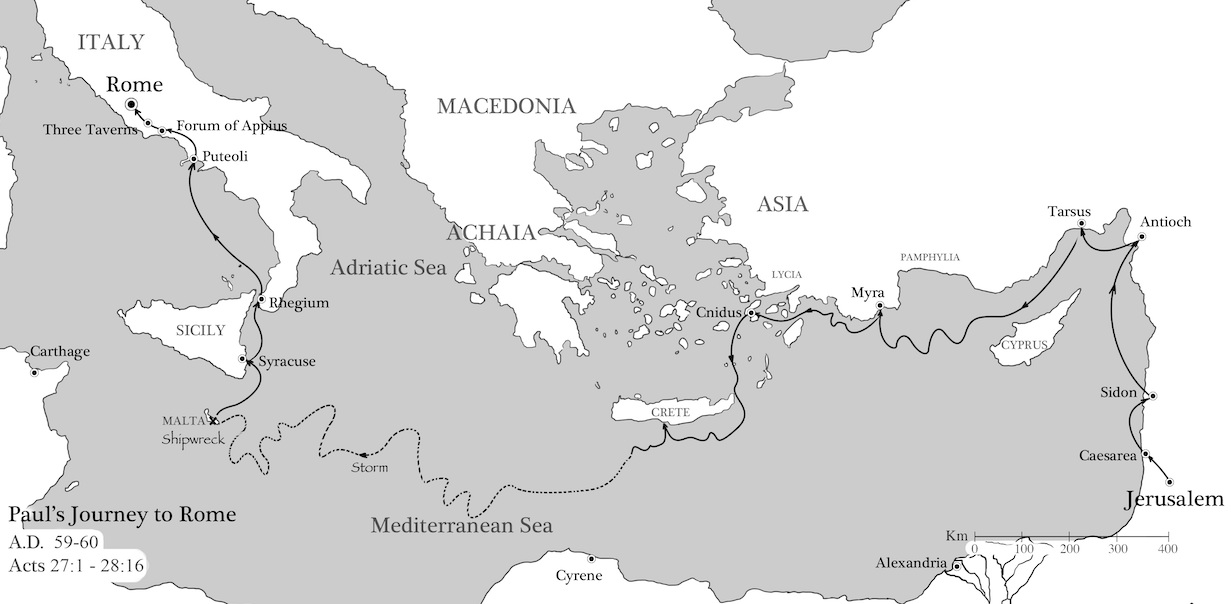 ITALY
Rome
MACEDONIA
Three Taverns
Forum of Appius
Puteoli
ASIA
Tarsus
Antioch
ACHAIA
Adriatic Sea
PAMPHYLIA
LYCIA
Myra
Rhegium
Cnidus
SICILY
CYPRUS
Carthage
Syracuse
Sidon
CRETE
MALTA
Shipwreck
Caesarea
Storm
Jerusalem
Paul's Journey to Rome
A.D. 59-60
Acts 27:1 - 28:16
Mediterranean Sea
Km
0 100 200 300 400
Alexandria
Cyrene